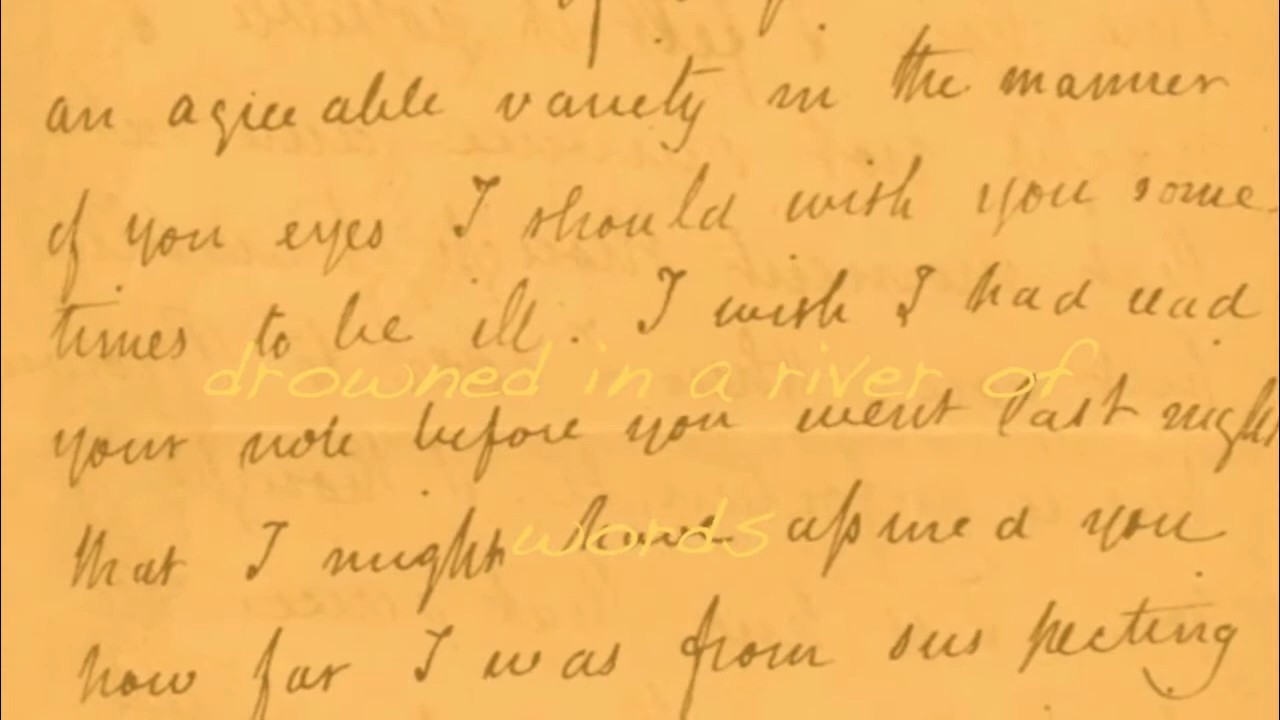 an agreeable variety in the manner
of you eyes I should wish you some-
times to be ill. I wish I had read
drowned in a river of
your note before you went last night
words
that I might have assured you
how far I was from suspecting